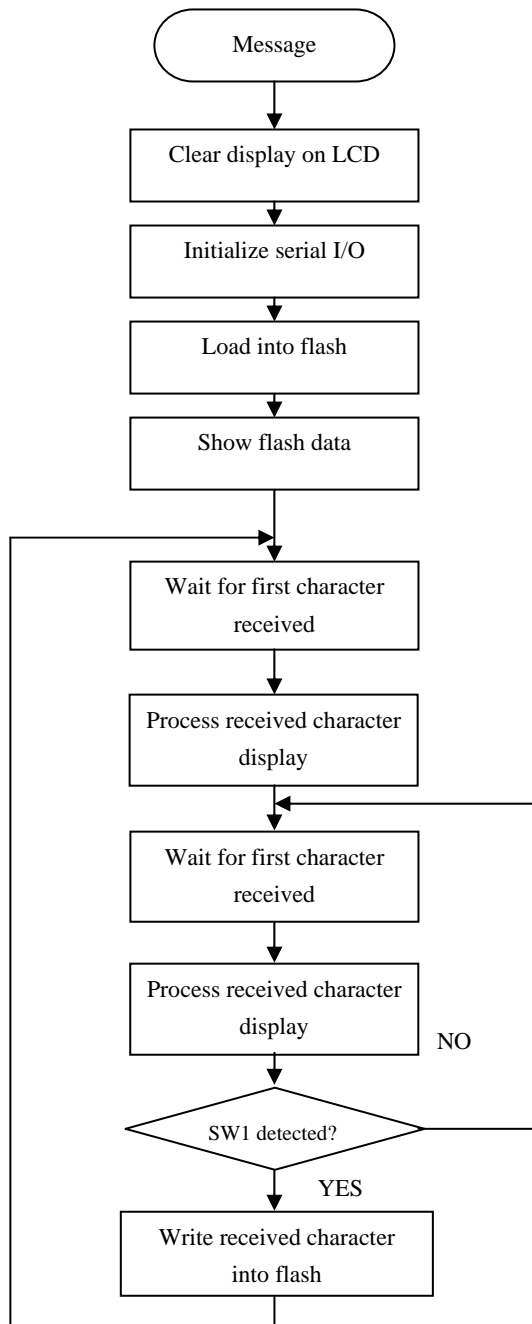 Message
Clear display on LCD
Initialize serial I/O
Load into flash
Show flash data
Wait for first character
received
Process received character
display
Wait for first character
received
Process received character
display
NO
SW1 detected?
YES
Write received character
into flash